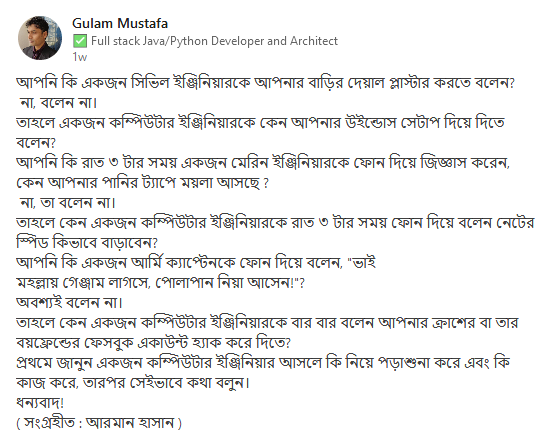 Gulam Mustafa
✅ Full stack Java/Python Developer and Architect
1w
আপনি কি একজন সিভিল ইঞ্জিনিয়ারকে আপনার বাড়ির দেয়াল প্লাস্টার করতে বলেন?
না, বলেন না।
তাহলে একজন কম্পিউটার ইঞ্জিনিয়ারকে কেন আপনার উইন্ডোস সেটাপ দিয়ে দিতে
বলেন?
আপনি কি রাত ৩ টার সময় একজন মেরিন ইঞ্জিনিয়ারকে ফোন দিয়ে জিজ্ঞাস করেন,
কেন আপনার পানির ট্যাপে ময়লা আসছে ?
না, তা বলেন না।
তাহলে কেন একজন কম্পিউটার ইঞ্জিনিয়ারকে রাত ৩ টার সময় ফোন দিয়ে বলেন নেটের
স্পিড কিভাবে বাড়াবেন?
আপনি কি একজন আর্মি ক্যাপ্টেনকে ফোন দিয়ে বলেন, "ভাই
মহল্লায় গেঞ্জাম লাগসে, পোলাপান নিয়া আসেন!"?
অবশ্যই বলেন না।
তাহলে কেন একজন কম্পিউটার ইঞ্জিনিয়ারকে বার বার বলেন আপনার ক্রাশের বা তার
বয়ফ্রেন্ডের ফেসবুক একাউন্ট হ্যাক করে দিতে?
প্রথমে জানুন একজন কম্পিউটার ইঞ্জিনিয়ার আসলে কি নিয়ে পড়াশুনা করে এবং কি
কাজ করে, তারপর সেইভাবে কথা বলুন।
ধন্যবাদ!
( সংগ্রহীত : আরমান হাসান )